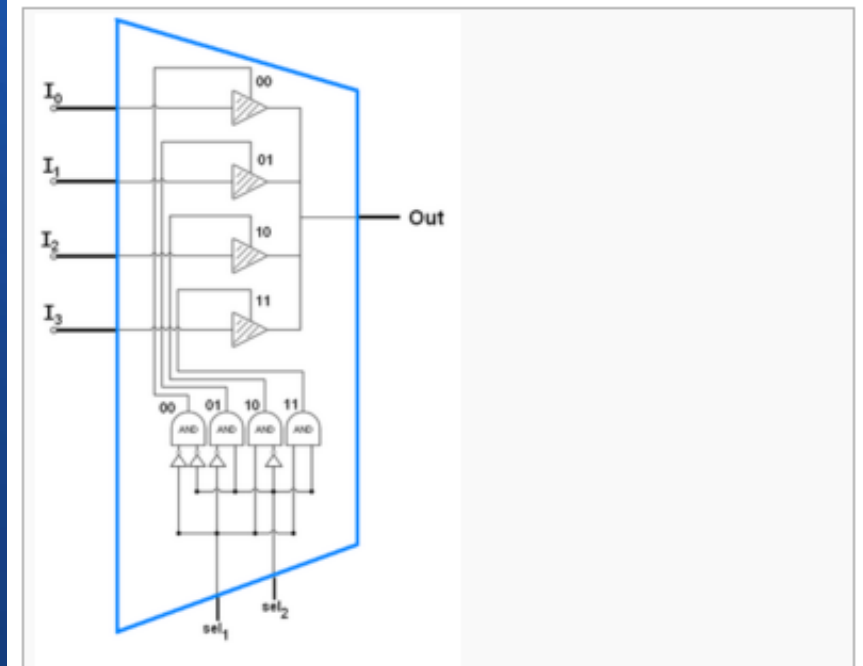 00
I0
01
I1
Out
10
I2
11
I3
00 01 10 11
AND AND AND AND
sel1 sel2